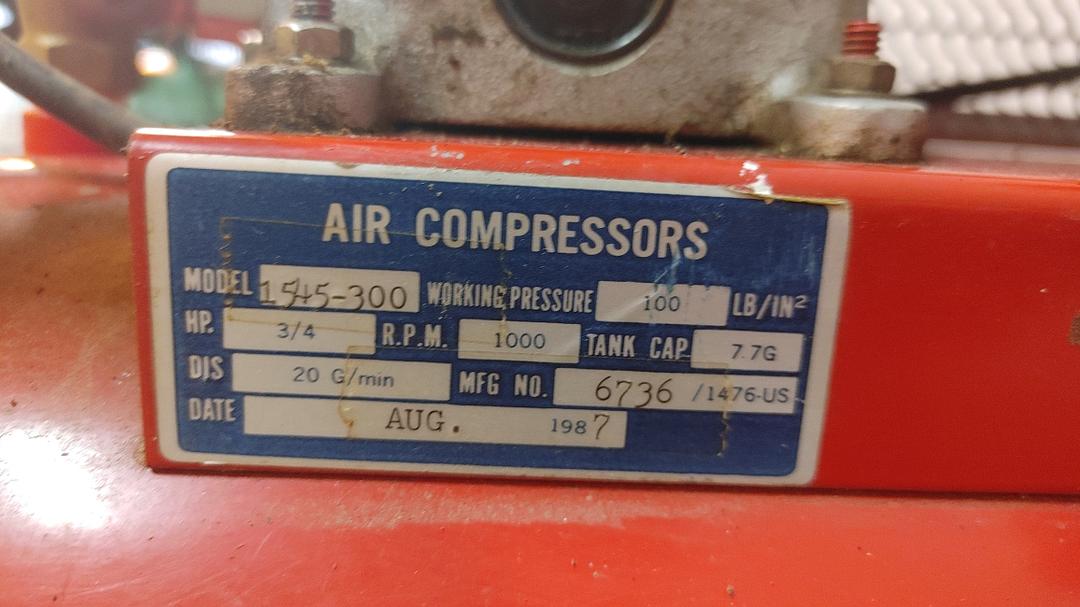 AIR COMPRESSORS
MODEL 1545-300 WORKING PRESSURE 100 LB/IN²
HP. 3/4 R.P.M. 1000 TANK CAP 7.7G
DIS 20 G/min MFG NO. 6736 /1476-US
DATE AUG. 1987